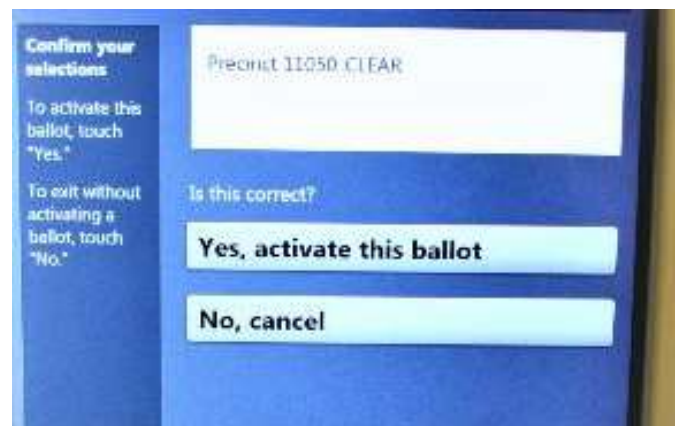 Confirm your
selections
To activate this
ballot, touch
"Yes."
To exit without
activating a
ballot, touch
"No."
Precinct 11050 CLEAR
Is this correct?
Yes, activate this ballot
No, cancel